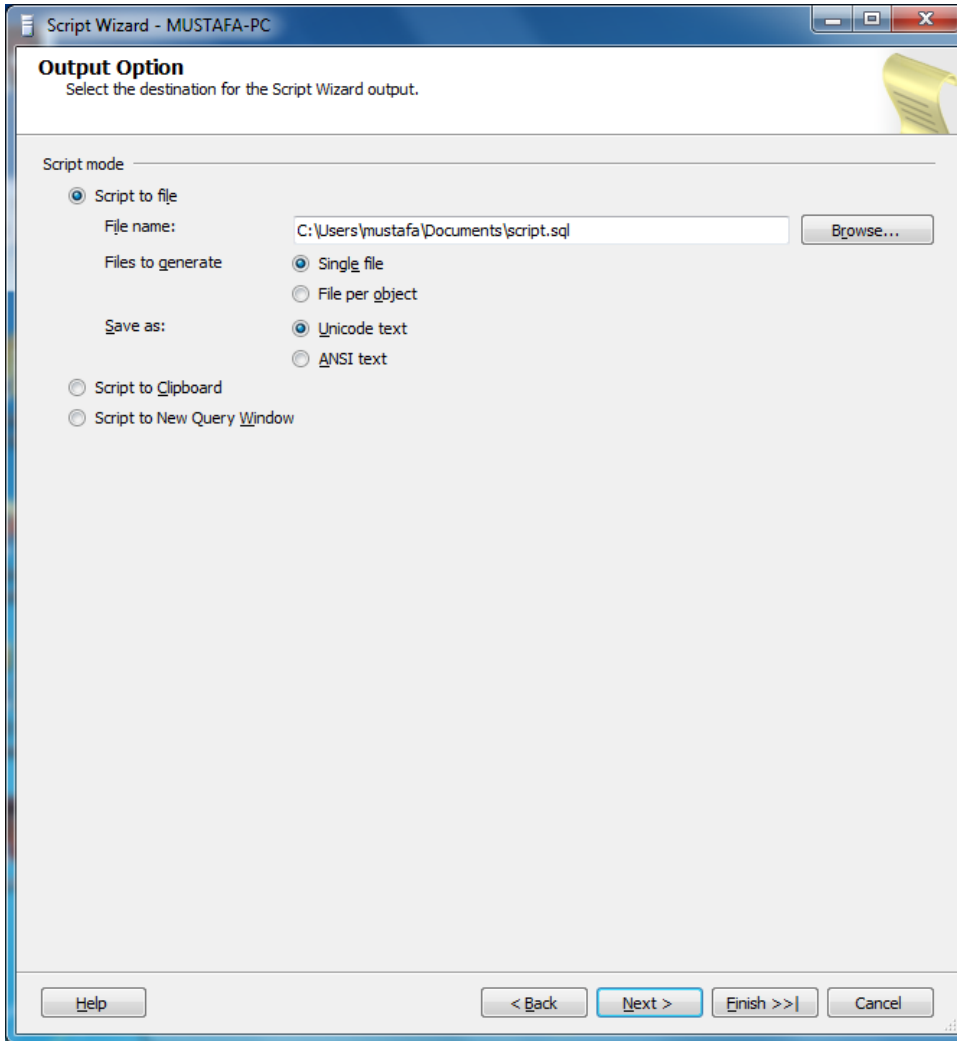 Script Wizard - MUSTAFA-PC
Output Option
Select the destination for the Script Wizard output.
Script mode
Script to file
File name: C:\Users\mustafa\Documents\script.sql Browse...
Files to generate Single file
File per object
Save as: Unicode text
ANSI text
Script to Clipboard
Script to New Query Window
Help < Back Next > Finish >>| Cancel